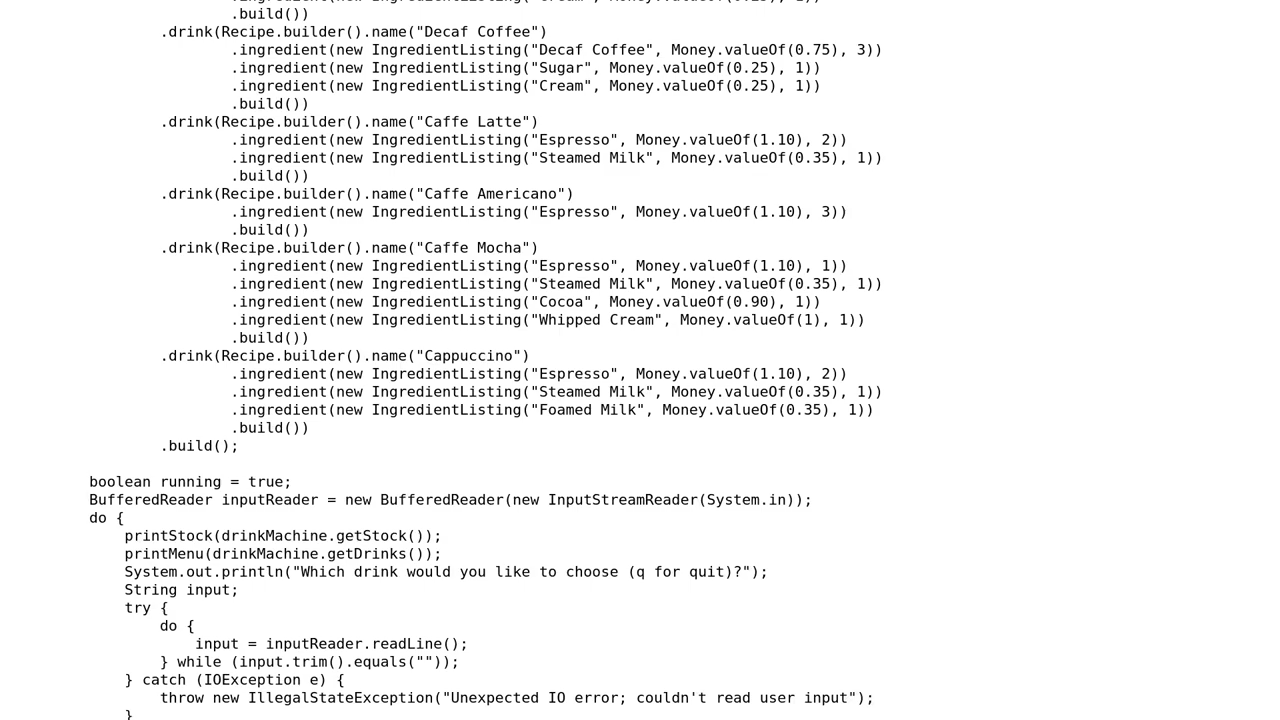 .build())
.drink(Recipe.builder().name("Decaf Coffee")
.ingredient(new IngredientListing("Decaf Coffee", Money.valueOf(0.75), 3))
.ingredient(new IngredientListing("Sugar", Money.valueOf(0.25), 1))
.ingredient(new IngredientListing("Cream", Money.valueOf(0.25), 1))
.build())
.drink(Recipe.builder().name("Caffe Latte")
.ingredient(new IngredientListing("Espresso", Money.valueOf(1.10), 2))
.ingredient(new IngredientListing("Steamed Milk", Money.valueOf(0.35), 1))
.build())
.drink(Recipe.builder().name("Caffe Americano")
.ingredient(new IngredientListing("Espresso", Money.valueOf(1.10), 3))
.build())
.drink(Recipe.builder().name("Caffe Mocha")
.ingredient(new IngredientListing("Espresso", Money.valueOf(1.10), 1))
.ingredient(new IngredientListing("Steamed Milk", Money.valueOf(0.35), 1))
.ingredient(new IngredientListing("Cocoa", Money.valueOf(0.90), 1))
.ingredient(new IngredientListing("Whipped Cream", Money.valueOf(1), 1))
.build())
.drink(Recipe.builder().name("Cappuccino")
.ingredient(new IngredientListing("Espresso", Money.valueOf(1.10), 2))
.ingredient(new IngredientListing("Steamed Milk", Money.valueOf(0.35), 1))
.ingredient(new IngredientListing("Foamed Milk", Money.valueOf(0.35), 1))
.build())
.build();
boolean running = true;
BufferedReader inputReader = new BufferedReader(new InputStreamReader(System.in));
do {
printStock(drinkMachine.getStock());
printMenu(drinkMachine.getDrinks());
System.out.println("Which drink would you like to choose (q for quit)?");
String input;
try {
do {
input = inputReader.readLine();
} while (input.trim().equals(""));
} catch (IOException e) {
throw new IllegalStateException("Unexpected IO error; couldn't read user input");
}